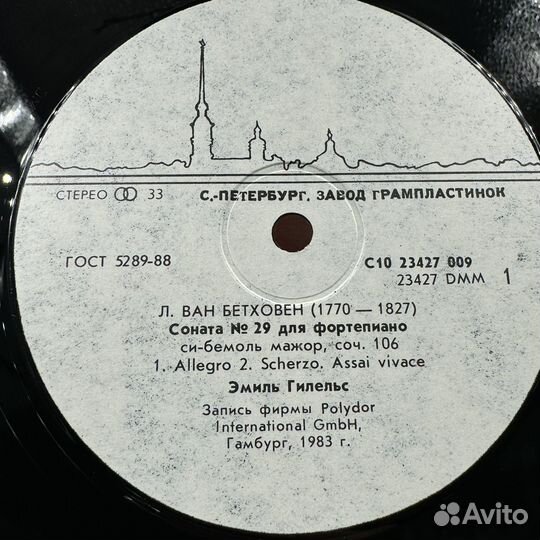 СТЕРЕО 33
С.-ПЕТЕРБУРГ. ЗАВОД ГРАМПЛАСТИНОК
ГОСТ 5289-88
С10 23427 009
23427 DMM 1
Л. ВАН БЕТХОВЕН (1770 — 1827)
Соната № 29 для фортепиано
си-бемоль мажор, соч. 106
1. Allegro 2. Scherzo. Assai vivace
Эмиль Гилельс
Запись фирмы Polydor
International GmbH,
Гамбург, 1983 г.
Avito